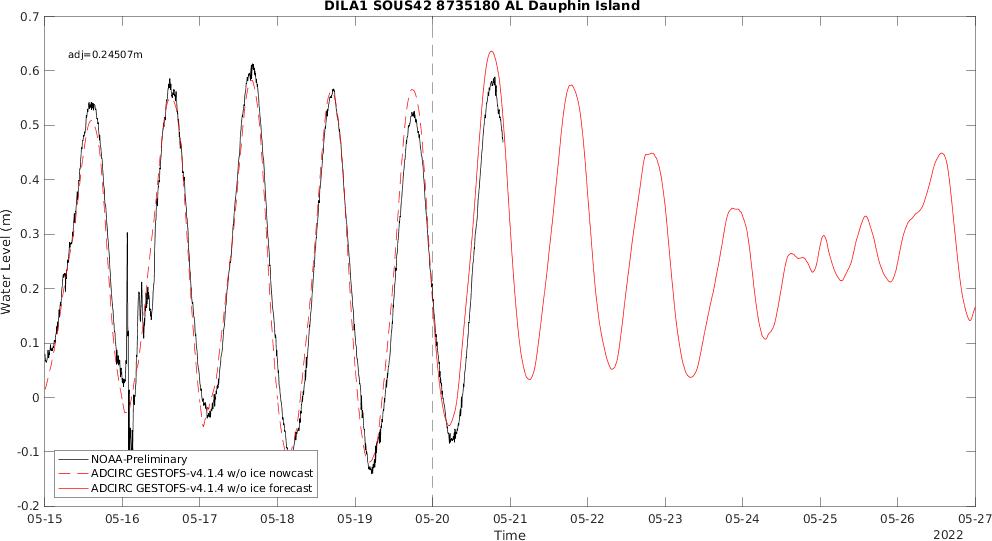 DILA1 SOUS42 8735180 AL Dauphin Island
adj=0.24507m
Water Level (m)
0.7
0.6
0.5
0.4
0.3
0.2
0.1
0
-0.1
-0.2
NOAA-Preliminary
ADCIRC GESTOFS-v4.1.4 w/o ice nowcast
ADCIRC GESTOFS-v4.1.4 w/o ice forecast
05-15 05-16 05-17 05-18 05-19 05-20 05-21 05-22 05-23 05-24 05-25 05-26 05-27
Time
2022